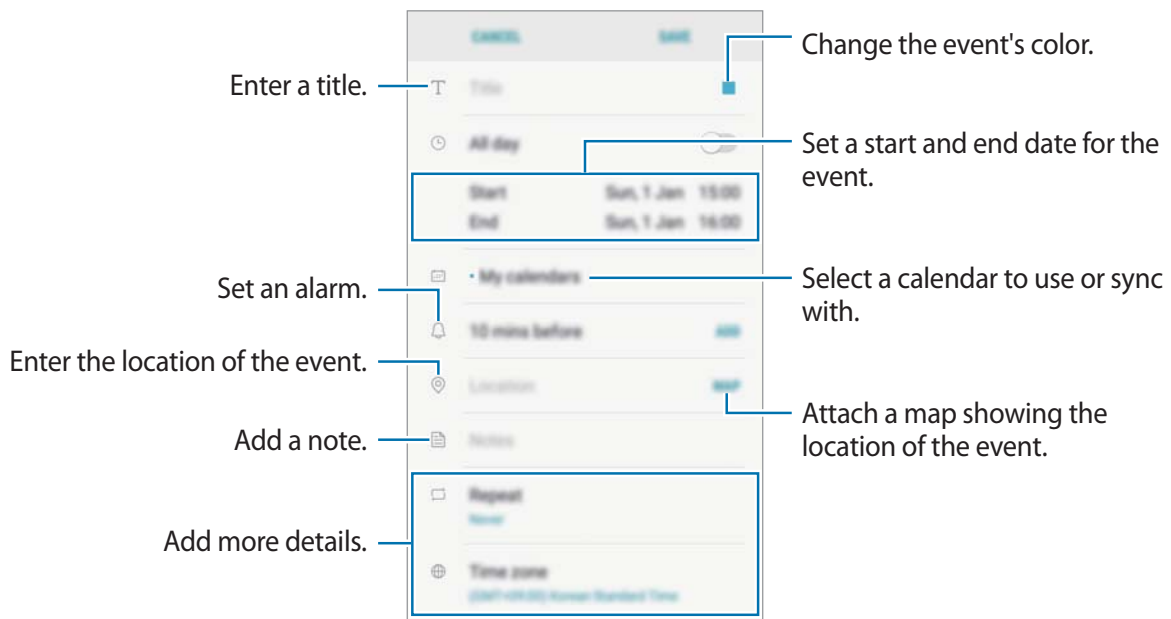 CANCEL
SAVE
Change the event's color.
Enter a title.
Title
All day
Set a start and end date for the
event.
Start Sun, 1 Jan 15:00
End Sun, 1 Jan 16:00
My calendars
Select a calendar to use or sync
with.
Set an alarm.
10 mins before
ADD
Enter the location of the event.
Location
MAP
Attach a map showing the
location of the event.
Add a note.
Notes
Repeat
Never
Add more details.
Time zone
(GMT+09:00) Korean Standard Time